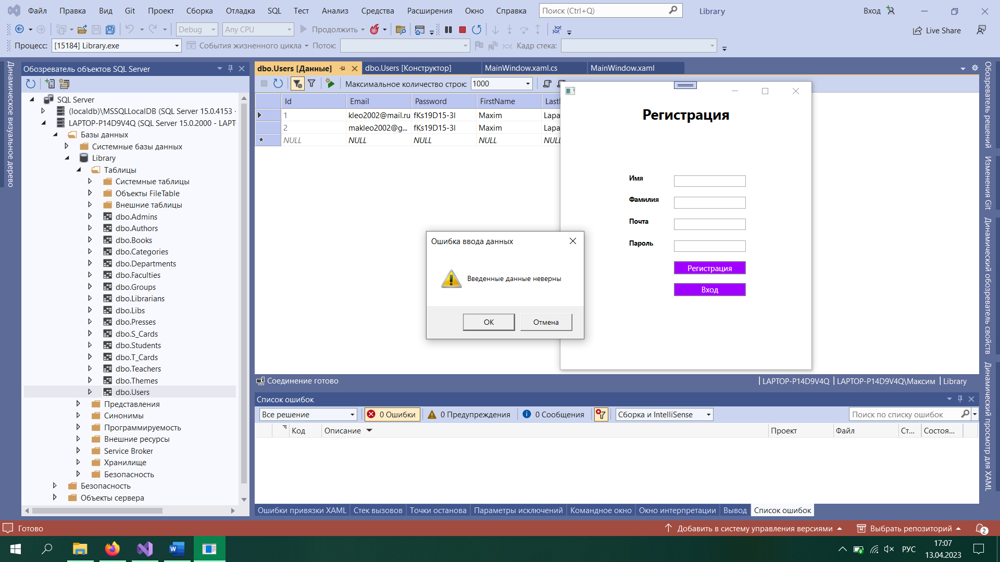 Файл Правка Вид Git Проект Сборка Отладка SQL Тест Анализ Средства Расширения Окно Справка Поиск (Ctrl+Q) Library Вход
Debug Any CPU Продолжить Live Share
Процесс: [15184] Library.exe События жизненного цикла Поток: Кадр стека:
Динамическое визуальное дерево
Обозреватель объектов SQL Server
SQL Server
(localdb)\MSSQLLocalDB (SQL Server 15.0.4153 -
LAPTOP-P14D9V4Q (SQL Server 15.0.2000 - LAPT
Базы данных
Системные базы данных
Library
Таблицы
Системные таблицы
Объекты FileTable
Внешние таблицы
dbo.Admins
dbo.Authors
dbo.Books
dbo.Categories
dbo.Departments
dbo.Faculties
dbo.Groups
dbo.Librarians
dbo.Libs
dbo.Presses
dbo.S_Cards
dbo.Students
dbo.T_Cards
dbo.Teachers
dbo.Themes
dbo.Users
Представления
Синонимы
Программируемость
Внешние ресурсы
Service Broker
Хранилище
Безопасность
Безопасность
Объекты сервера
dbo.Users [Данные] dbo.Users [Конструктор] MainWindow.xaml.cs MainWindow.xaml
Максимальное количество строк: 1000
Id Email Password FirstName
1 kleo2002@mail.ru fKs19D15-3l Maxim Lapa
2 makleo2002@g... fKs19D15-3l Maxim Lapa
NULL NULL NULL NULL NULL
Регистрация
Имя
Фамилия
Почта
Пароль
Регистрация
Вход
Ошибка ввода данных
Введенные данные неверны
OK Отмена
Соединение готово LAPTOP-P14D9V4Q LAPTOP-P14D9V4Q\Максим Library
Список ошибок
Все решение 0 Ошибки 0 Предупреждения 0 Сообщения Сборка и IntelliSense Поиск по списку ошибок
Код Описание Проект Файл Ст... Состоя...
Ошибки привязки XAML Стек вызовов Точки останова Параметры исключений Командное окно Окно интерпретации Вывод Список ошибок
Обозреватель решений
Изменения Git
Динамический обозреватель свойств
Динамический просмотр для XAML
Готово Добавить в систему управления версиями Выбрать репозиторий 2
РУС 17:07
13.04.2023